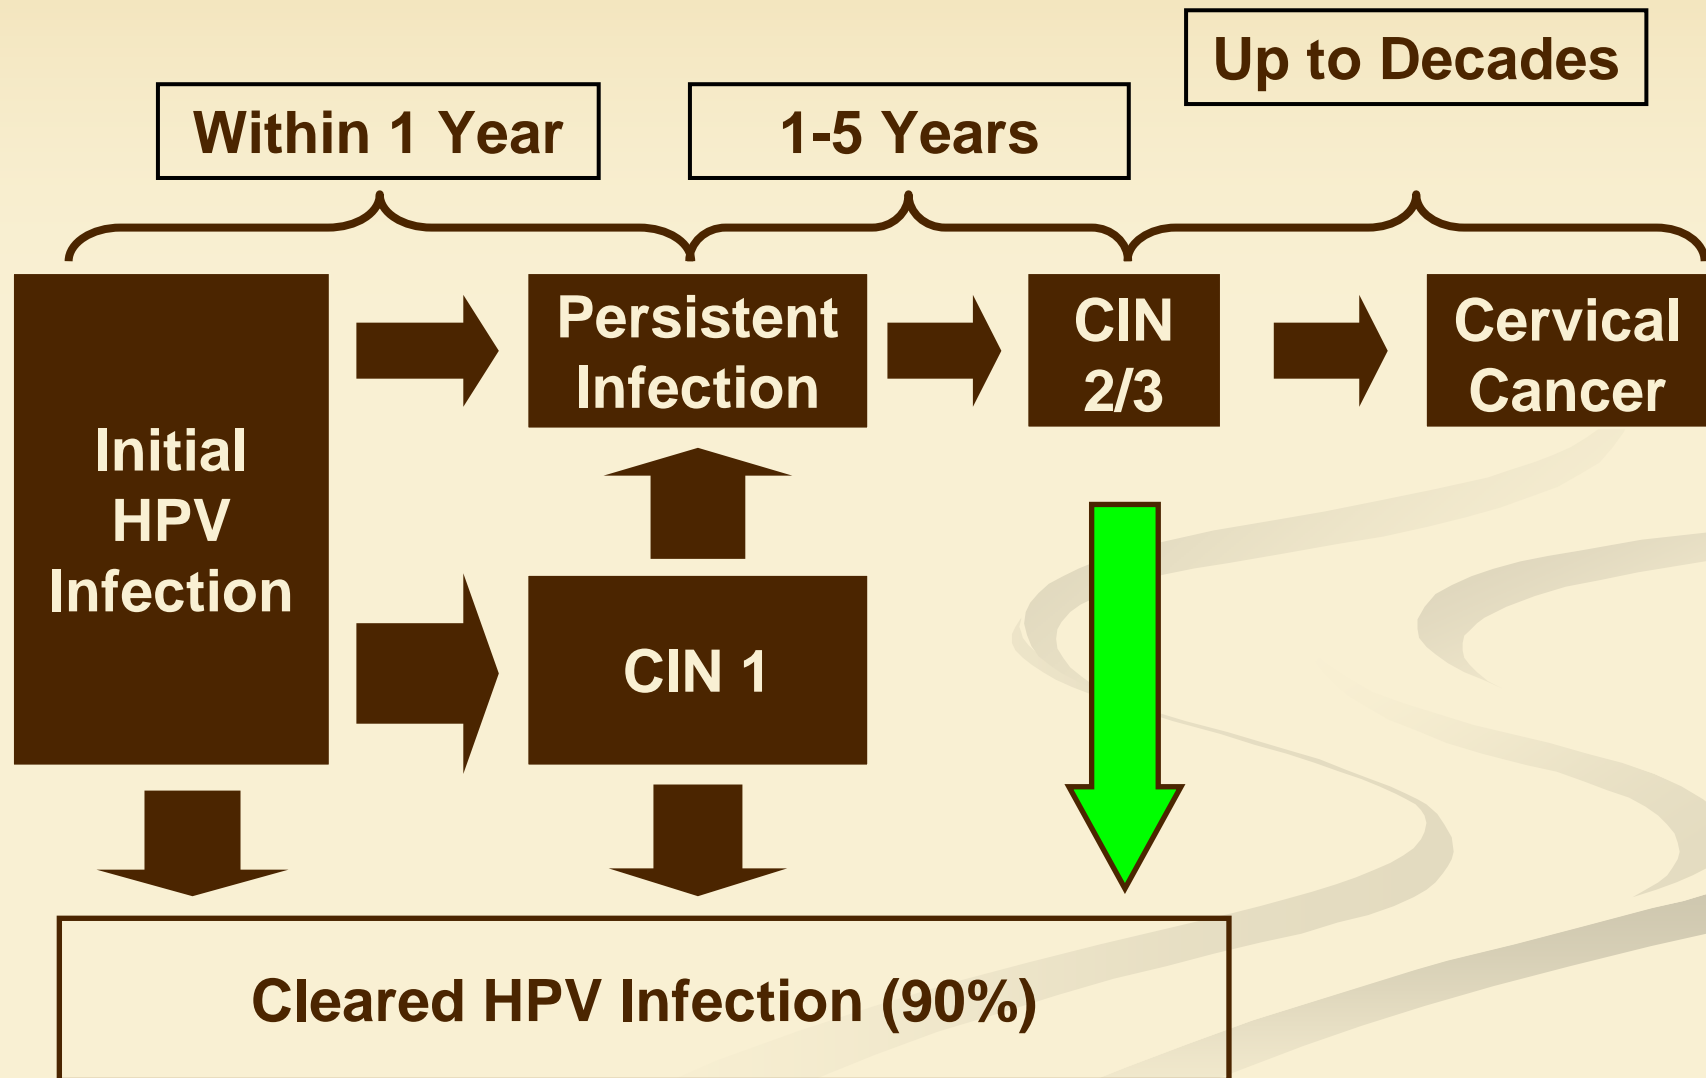 Up to Decades
Within 1 Year
1-5 Years
Initial
HPV
Infection
Persistent
Infection
CIN
2/3
Cervical
Cancer
CIN 1
Cleared HPV Infection (90%)